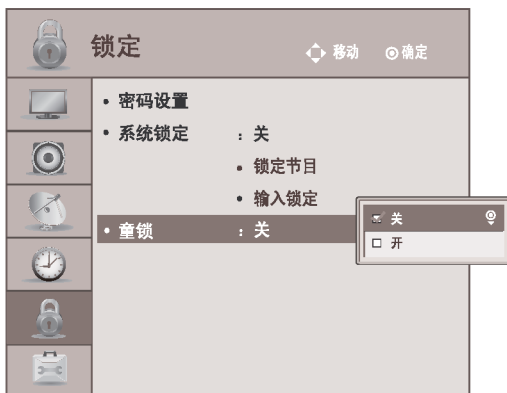 锁定
移动 确定
• 密码设置
• 系统锁定 : 关
• 锁定节目
• 输入锁定
• 童锁 : 关
关
开